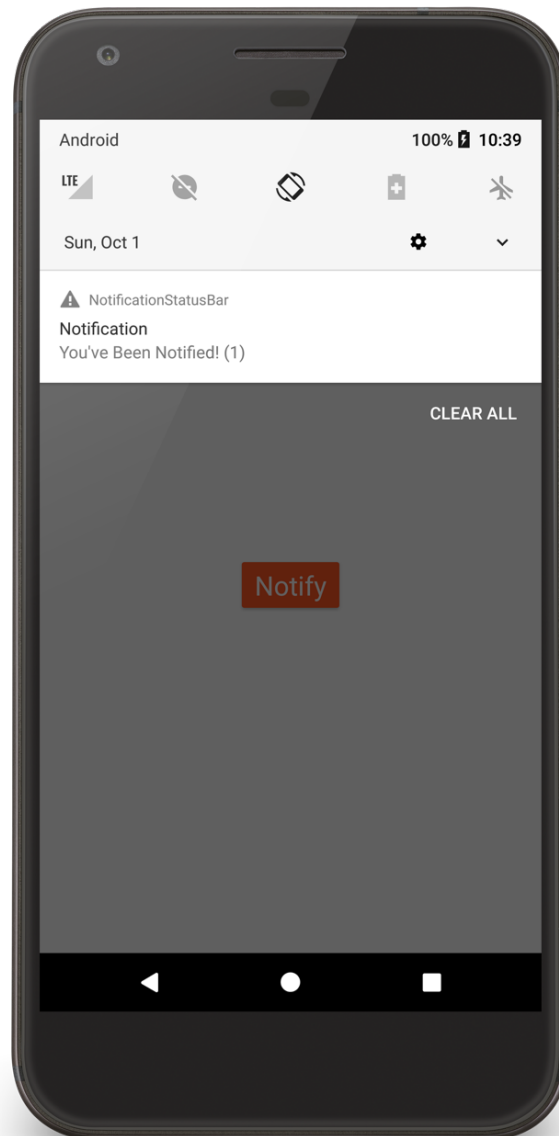 Android 100% 10:39
LTE
Sun, Oct 1
NotificationStatusBar
Notification
You've Been Notified! (1)
CLEAR ALL
Notify